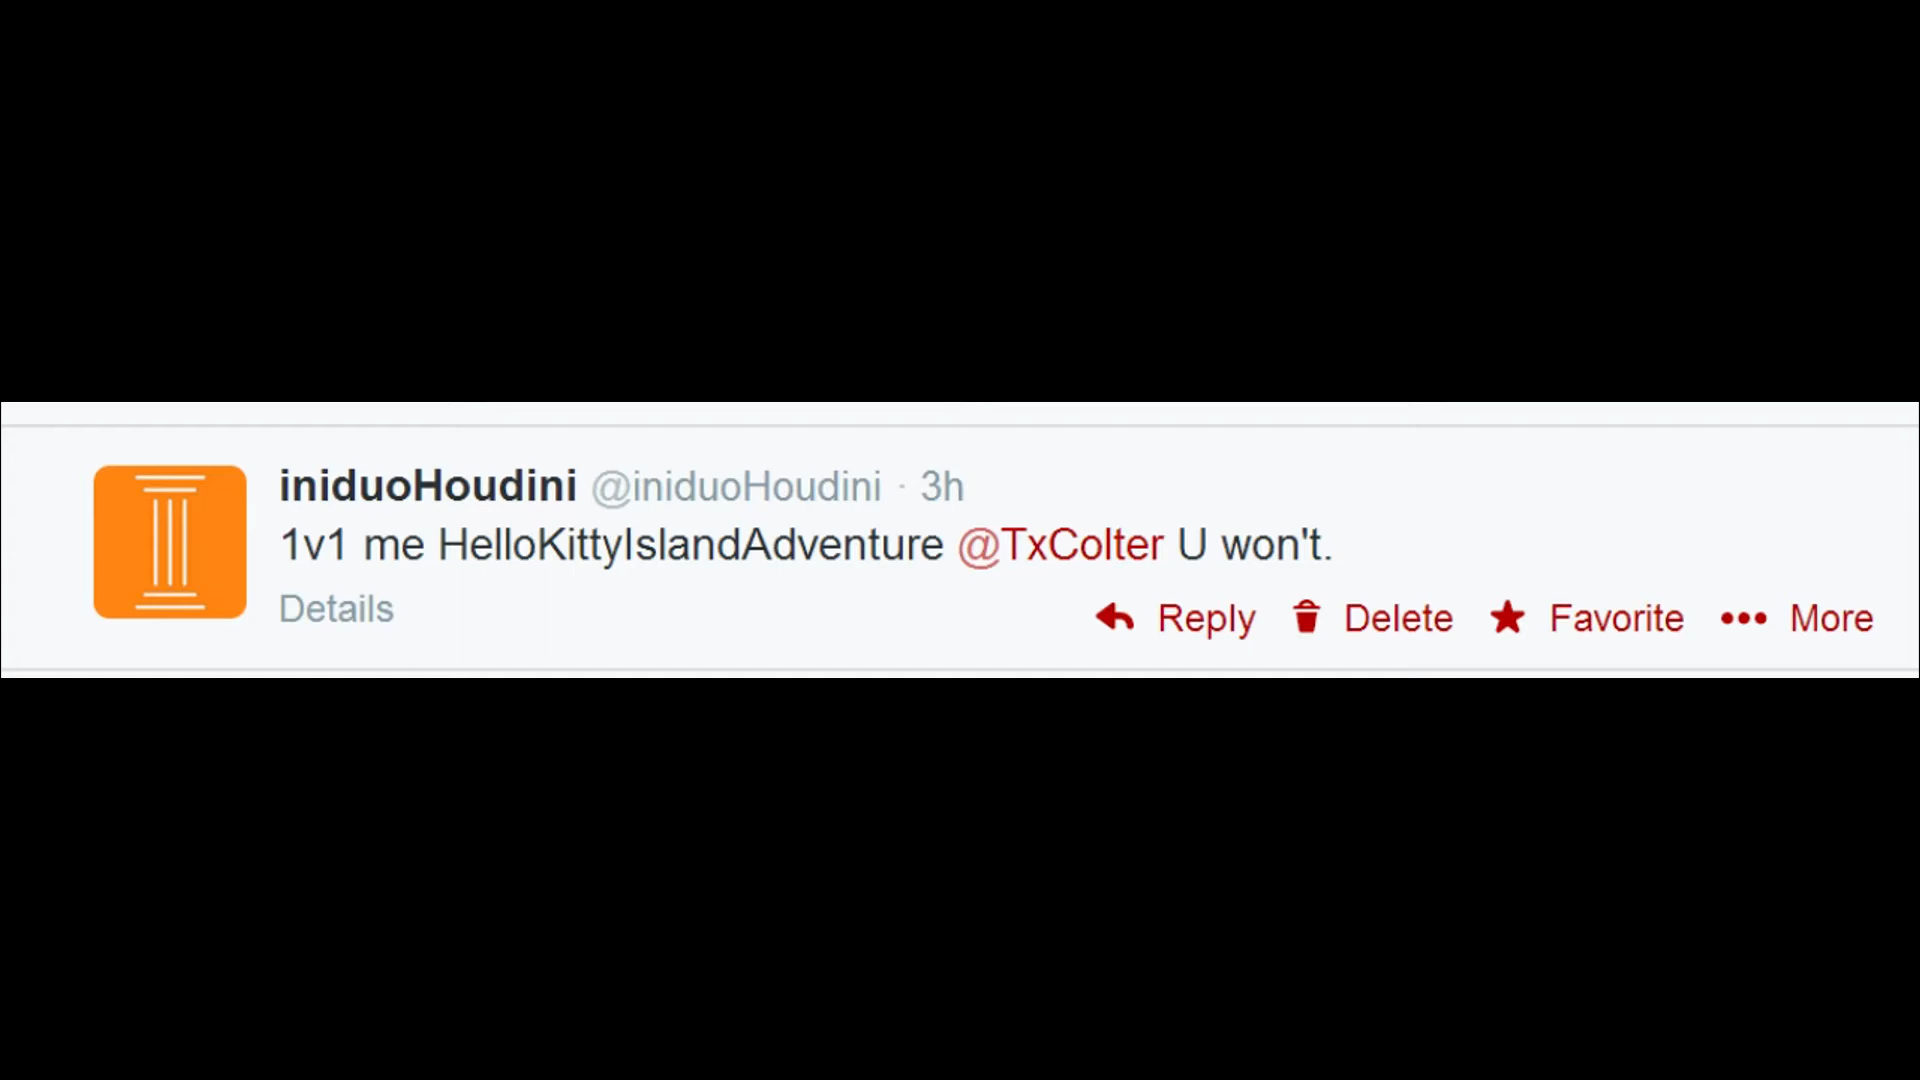 iniduoHoudini @iniduoHoudini · 3h
1v1 me HelloKittyIslandAdventure @TxColter U won't.
Details
Reply Delete Favorite More